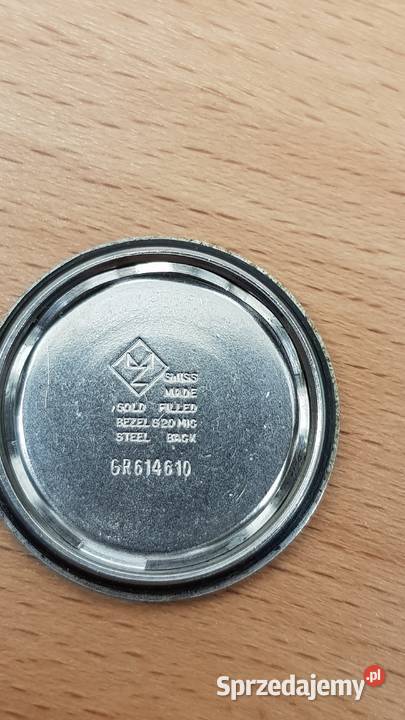 SWISS
MADE
GOLD FILLED
BEZEL G 20 MIC
STEEL BACK
GR614610
Sprzedajemy.pl